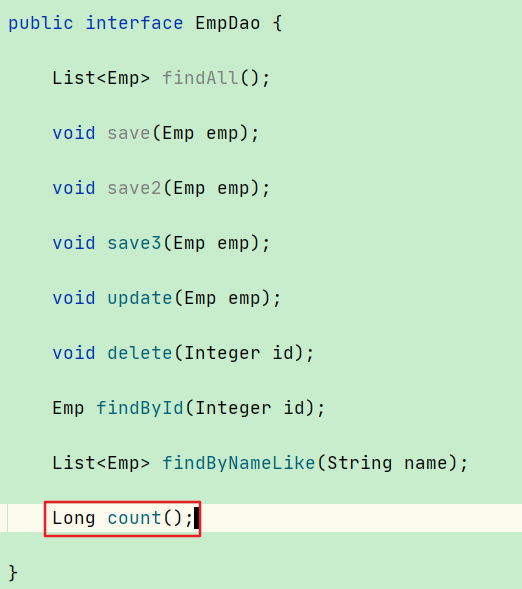 public interface EmpDao {
List<Emp> findAll();
void save(Emp emp);
void save2(Emp emp);
void save3(Emp emp);
void update(Emp emp);
void delete(Integer id);
Emp findById(Integer id);
List<Emp> findByNameLike(String name);
Long count();
}